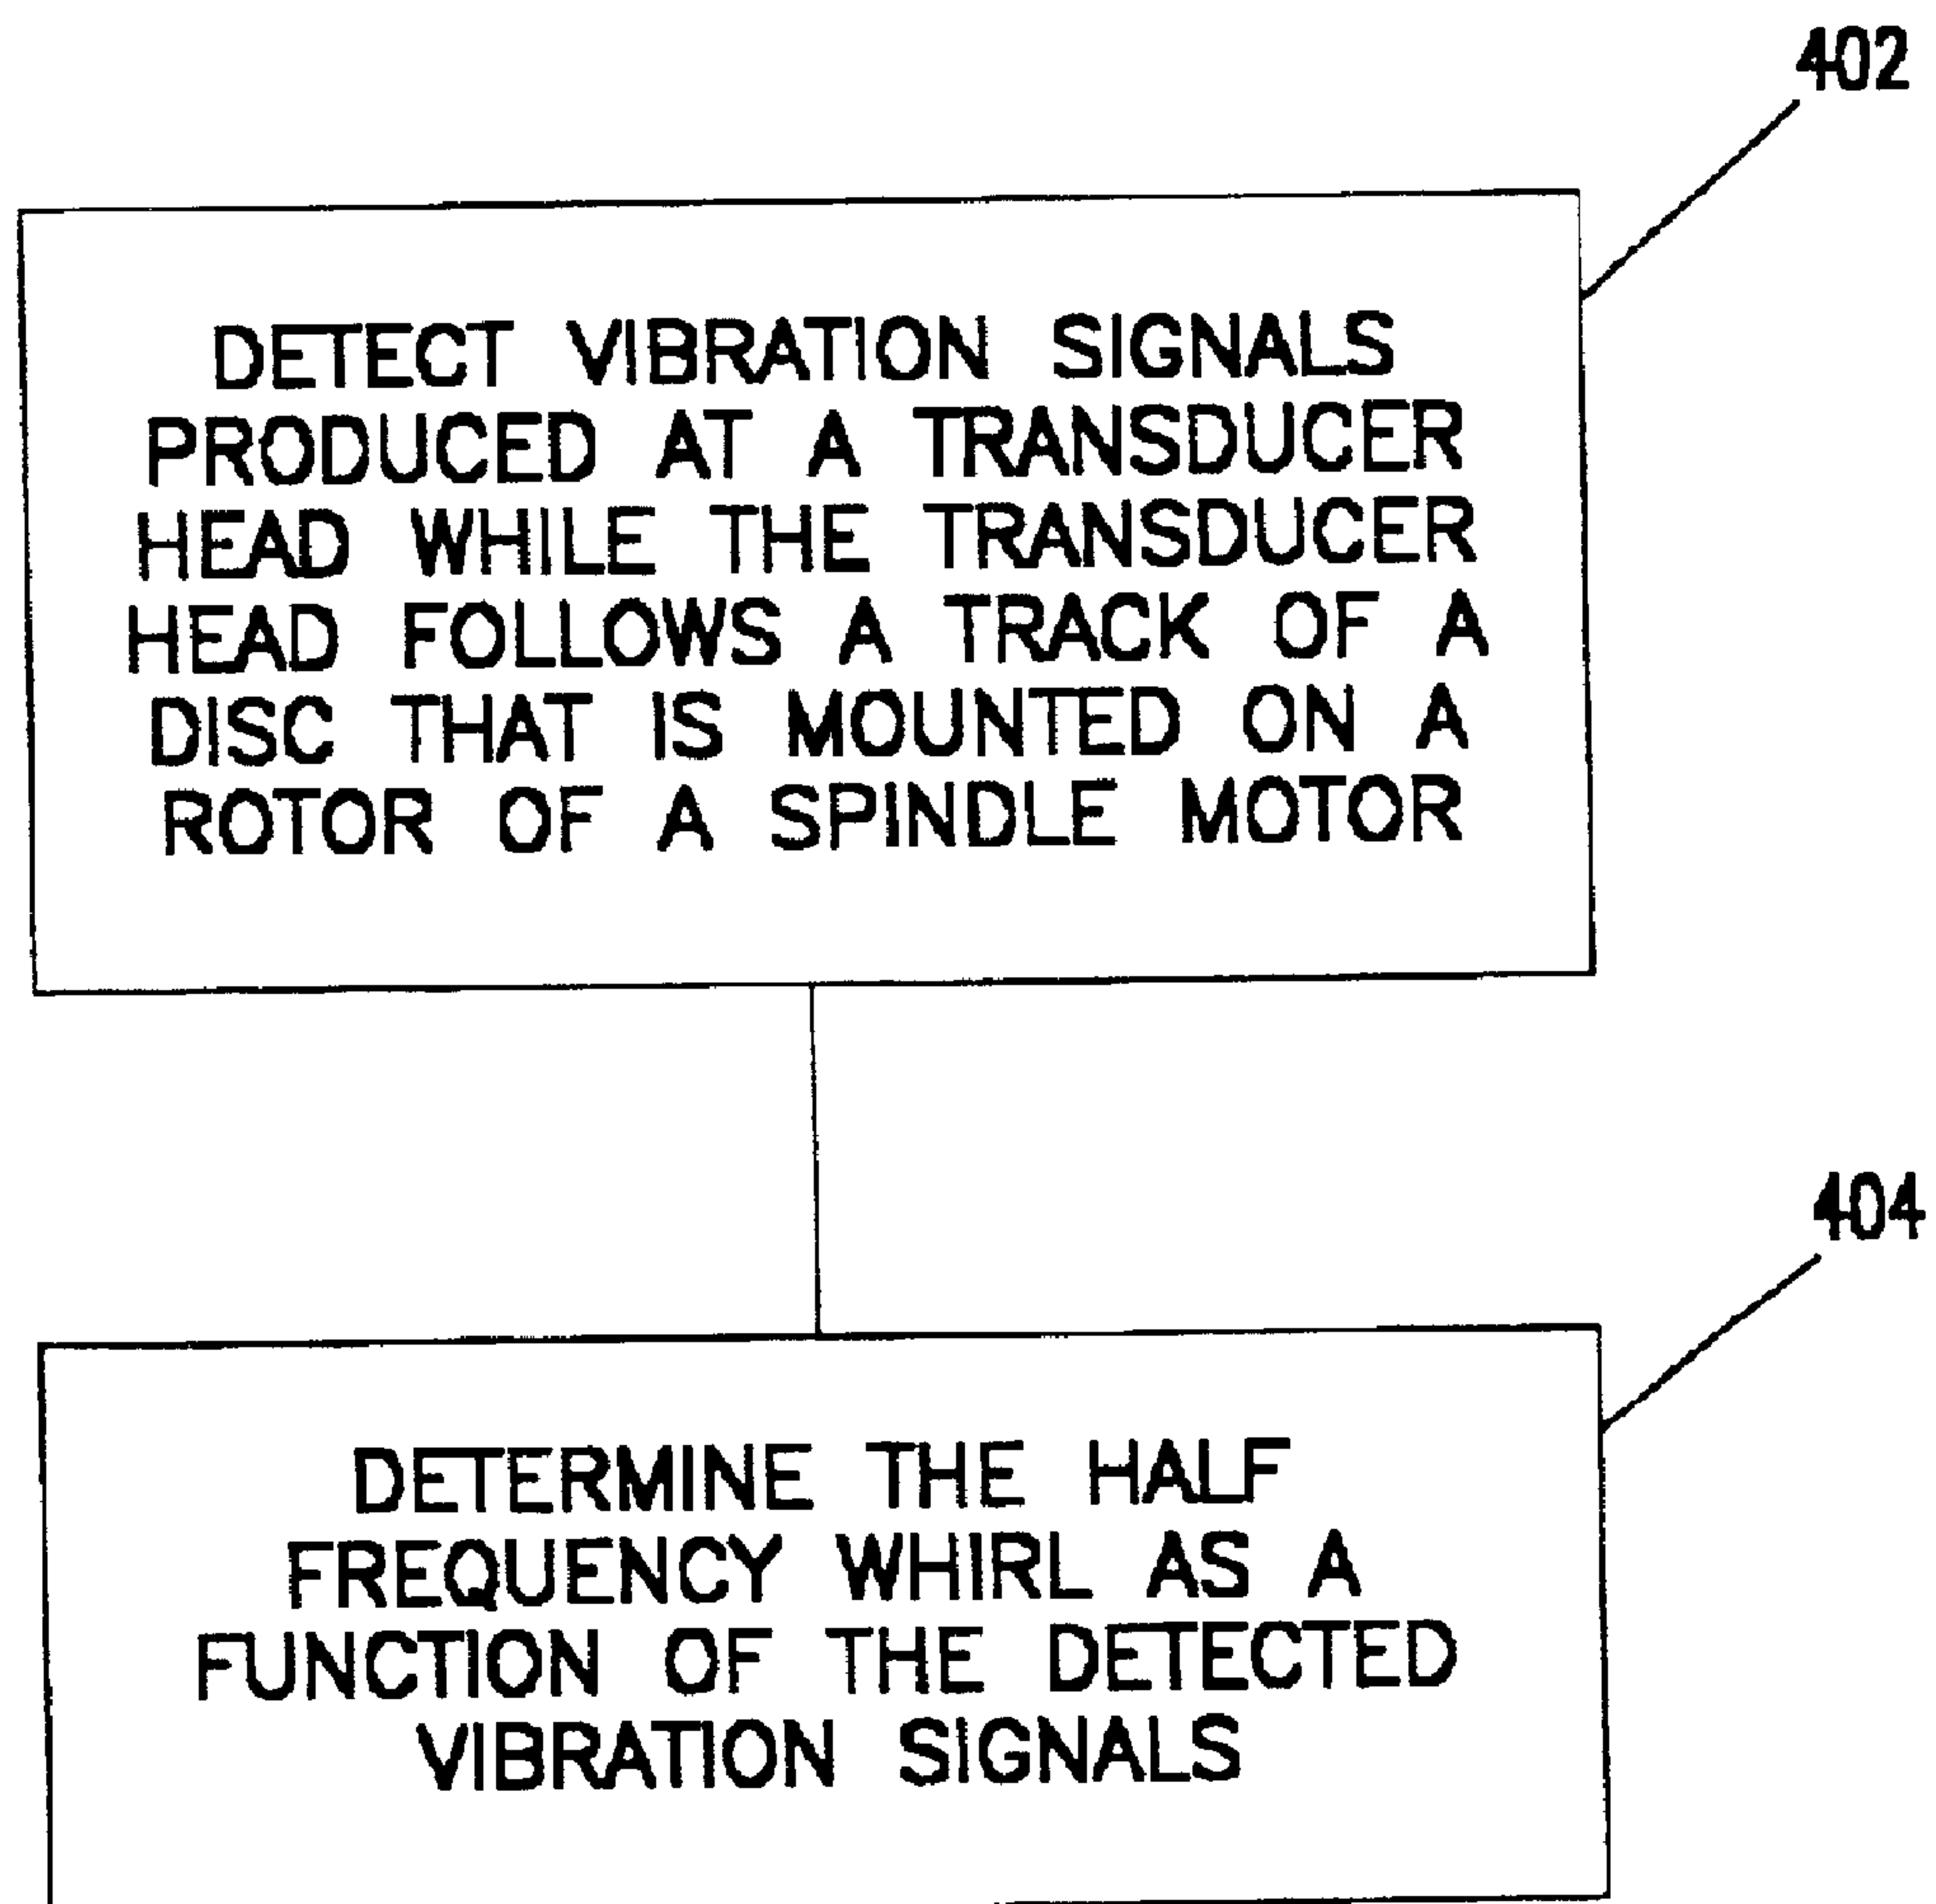 402
DETECT VIBRATION SIGNALS
PRODUCED AT A TRANSDUCER
HEAD WHILE THE TRANSDUCER
HEAD FOLLOWS A TRACK OF A
DISC THAT IS MOUNTED ON A
ROTOR OF A SPINDLE MOTOR
404
DETERMINE THE HALF
FREQUENCY WHIRL AS A
FUNCTION OF THE DETECTED
VIBRATION SIGNALS